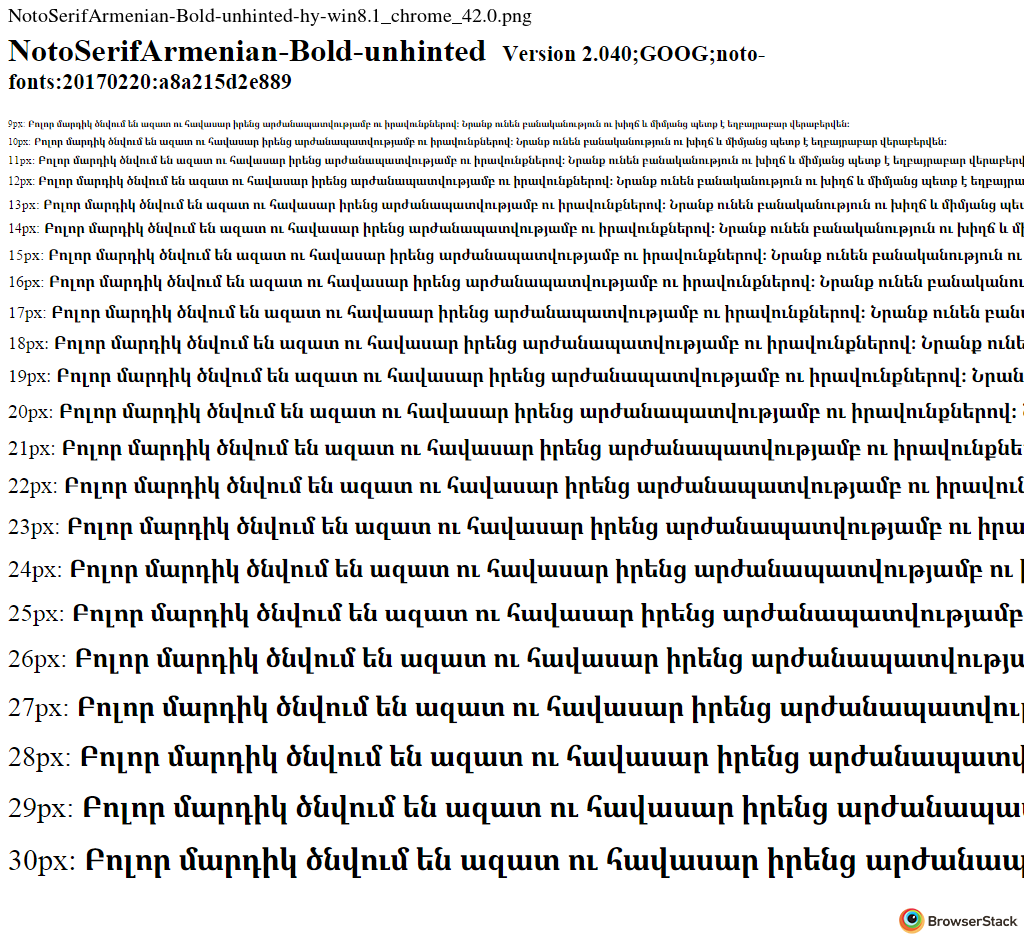 NotoSerifArmenian-Bold-unhinted-hy-win8.1_chrome_42.0.png
NotoSerifArmenian-Bold-unhinted Version 2.040;GOOG;noto-
fonts:20170220:a8a215d2e889
9px: Բոլոր մարդիկ ծնվում են ազատ ու հավասար իրենց արժանապատվությամբ ու իրավունքներով: Նրանք ունեն բանականություն ու խիղճ և միմյանց պետք է եղբայրաբար վերաբերվեն:
10px: Բոլոր մարդիկ ծնվում են ազատ ու հավասար իրենց արժանապատվությամբ ու իրավունքներով: Նրանք ունեն բանականություն ու խիղճ և միմյանց պետք է եղբայրաբար վերաբերվեն:
11px: Բոլոր մարդիկ ծնվում են ազատ ու հավասար իրենց արժանապատվությամբ ու իրավունքներով: Նրանք ունեն բանականություն ու խիղճ և միմյանց պետք է եղբայրաբար վերաբերվ
12px: Բոլոր մարդիկ ծնվում են ազատ ու հավասար իրենց արժանապատվությամբ ու իրավունքներով: Նրանք ունեն բանականություն ու խիղճ և միմյանց պետք է եղբայրա
13px: Բոլոր մարդիկ ծնվում են ազատ ու հավասար իրենց արժանապատվությամբ ու իրավունքներով: Նրանք ունեն բանականություն ու խիղճ և միմյանց պե
14px: Բոլոր մարդիկ ծնվում են ազատ ու հավասար իրենց արժանապատվությամբ ու իրավունքներով: Նրանք ունեն բանականություն ու խիղճ և մի
15px: Բոլոր մարդիկ ծնվում են ազատ ու հավասար իրենց արժանապատվությամբ ու իրավունքներով: Նրանք ունեն բանականություն ու
16px: Բոլոր մարդիկ ծնվում են ազատ ու հավասար իրենց արժանապատվությամբ ու իրավունքներով: Նրանք ունեն բանականու
17px: Բոլոր մարդիկ ծնվում են ազատ ու հավասար իրենց արժանապատվությամբ ու իրավունքներով: Նրանք ունեն բան
18px: Բոլոր մարդիկ ծնվում են ազատ ու հավասար իրենց արժանապատվությամբ ու իրավունքներով: Նրանք ունե
19px: Բոլոր մարդիկ ծնվում են ազատ ու հավասար իրենց արժանապատվությամբ ու իրավունքներով: Նրան
20px: Բոլոր մարդիկ ծնվում են ազատ ու հավասար իրենց արժանապատվությամբ ու իրավունքներով:
21px: Բոլոր մարդիկ ծնվում են ազատ ու հավասար իրենց արժանապատվությամբ ու իրավունքնե
22px: Բոլոր մարդիկ ծնվում են ազատ ու հավասար իրենց արժանապատվությամբ ու իրավուն
23px: Բոլոր մարդիկ ծնվում են ազատ ու հավասար իրենց արժանապատվությամբ ու իրա
24px: Բոլոր մարդիկ ծնվում են ազատ ու հավասար իրենց արժանապատվությամբ ու
25px: Բոլոր մարդիկ ծնվում են ազատ ու հավասար իրենց արժանապատվությամբ
26px: Բոլոր մարդիկ ծնվում են ազատ ու հավասար իրենց արժանապատվությա
27px: Բոլոր մարդիկ ծնվում են ազատ ու հավասար իրենց արժանապատվու
28px: Բոլոր մարդիկ ծնվում են ազատ ու հավասար իրենց արժանապատվ
29px: Բոլոր մարդիկ ծնվում են ազատ ու հավասար իրենց արժանապա
30px: Բոլոր մարդիկ ծնվում են ազատ ու հավասար իրենց արժանապ
BrowserStack